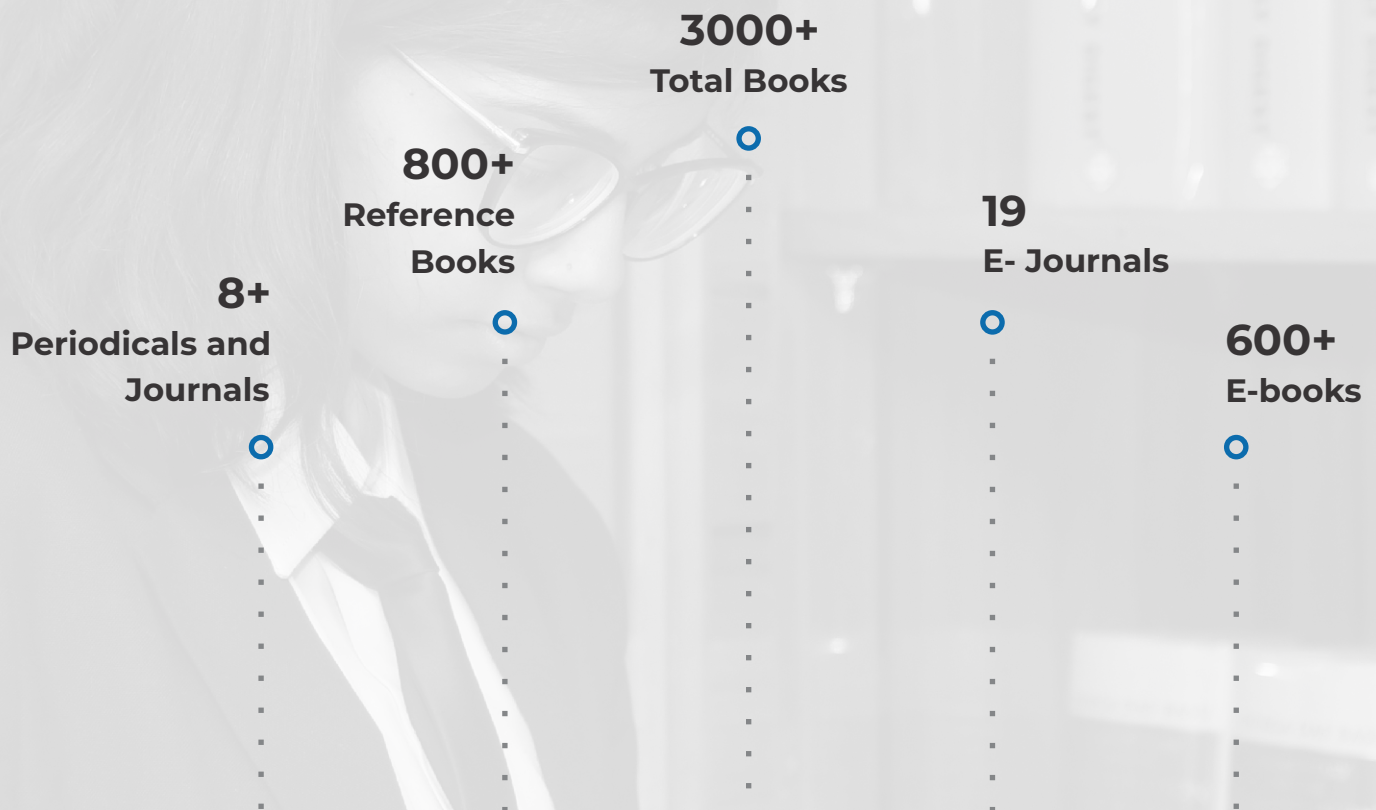 3000+
Total Books
800+
Reference
Books
19
E- Journals
8+
Periodicals and
Journals
600+
E-books